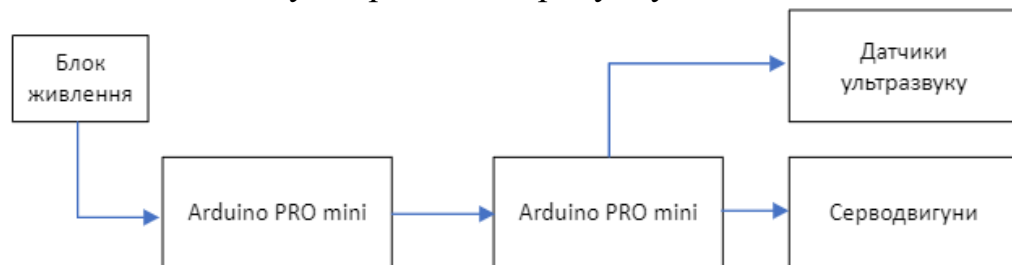 Блок
живлення
Датчики
ультразвуку
Arduino PRO mini
Arduino PRO mini
Серводвигуни